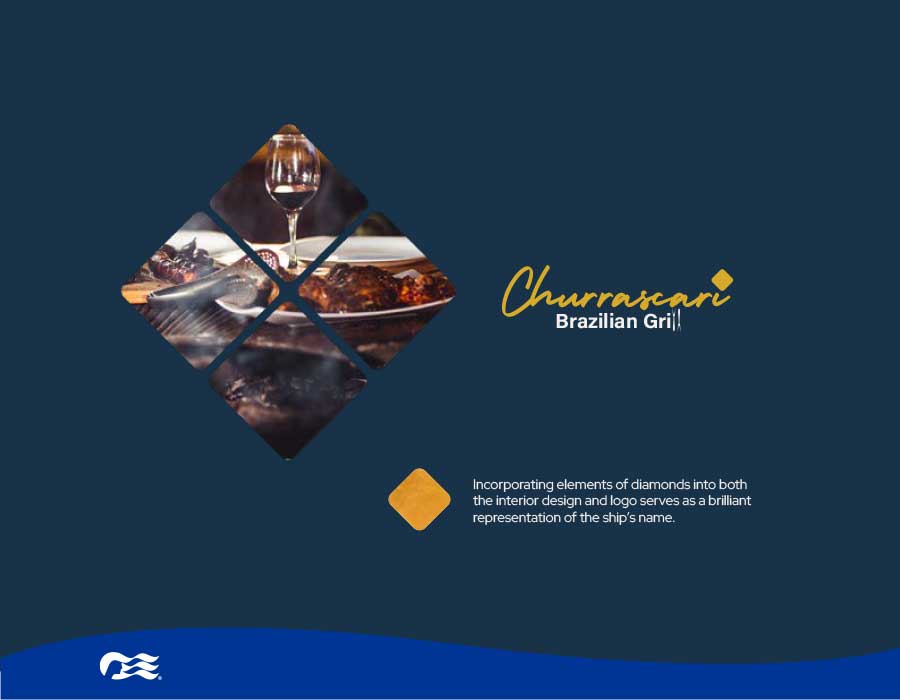 Churrascari
Brazilian Grill
Incorporating elements of diamonds into both
the interior design and logo serves as a brilliant
representation of the ship's name.